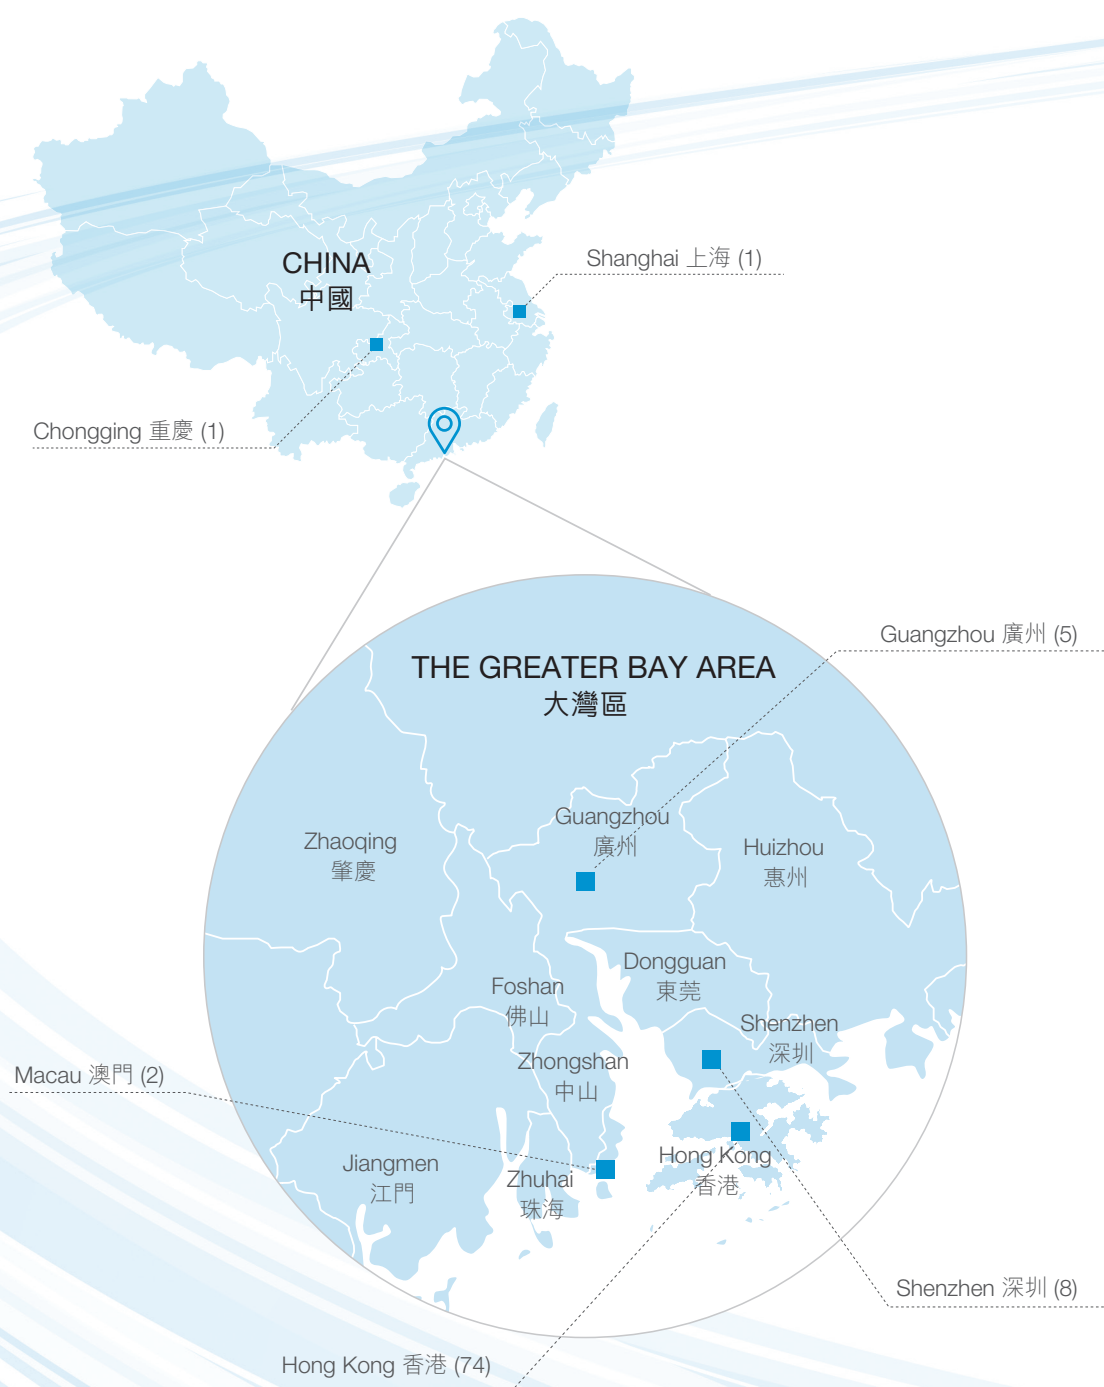 CHINA
中國
Shanghai 上海 (1)
Chongging 重慶 (1)
Guangzhou 廣州 (5)
THE GREATER BAY AREA
大灣區
Guangzhou
廣州
Zhaoqing
肇慶
Huizhou
惠州
Dongguan
東莞
Foshan
佛山
Shenzhen
深圳
Zhongshan
中山
Macau 澳門 (2)
Hong Kong
香港
Jiangmen
江門
Zhuhai
珠海
Shenzhen 深圳 (8)
Hong Kong 香港 (74)